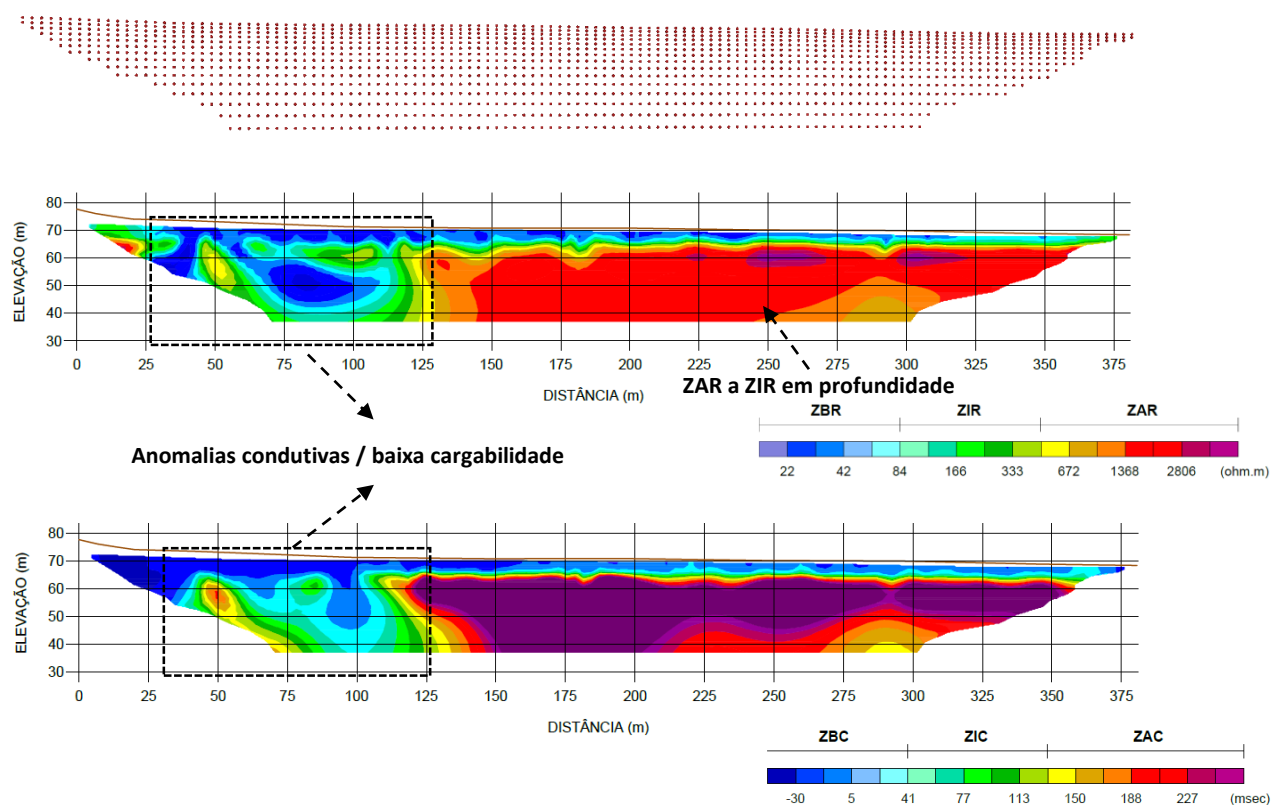 80
70
60
50
40
30
ELEVAÇÃO (m)
0 25 50 75 100 125 150 175 200 225 250 275 300 325 350 375
DISTÂNCIA (m)
ZAR a ZIR em profundidade
ZBR ZIR ZAR
22 42 84 166 333 672 1368 2806 (ohm.m)
Anomalias condutivas / baixa cargabilidade
80
70
60
50
40
30
ELEVAÇÃO (m)
0 25 50 75 100 125 150 175 200 225 250 275 300 325 350 375
DISTÂNCIA (m)
ZBC ZIC ZAC
-30 5 41 77 113 150 188 227 (msec)